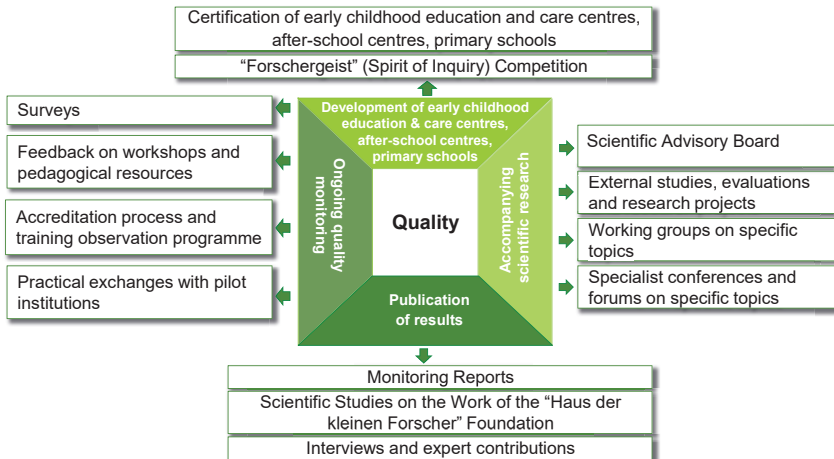 Certification of early childhood education and care centres,
after-school centres, primary schools
“Forschergeist” (Spirit of Inquiry) Competition
Development of early childhood
education & care centres,
after-school centres,
primary schools
Surveys
Feedback on workshops and
pedagogical resources
Accreditation process and
training observation programme
Practical exchanges with pilot
institutions
Ongoing quality
monitoring
Quality
Accompanying
scientific research
Scientific Advisory Board
External studies, evaluations
and research projects
Working groups on specific
topics
Specialist conferences and
forums on specific topics
Publication
of results
Monitoring Reports
Scientific Studies on the Work of the “Haus der
kleinen Forscher” Foundation
Interviews and expert contributions